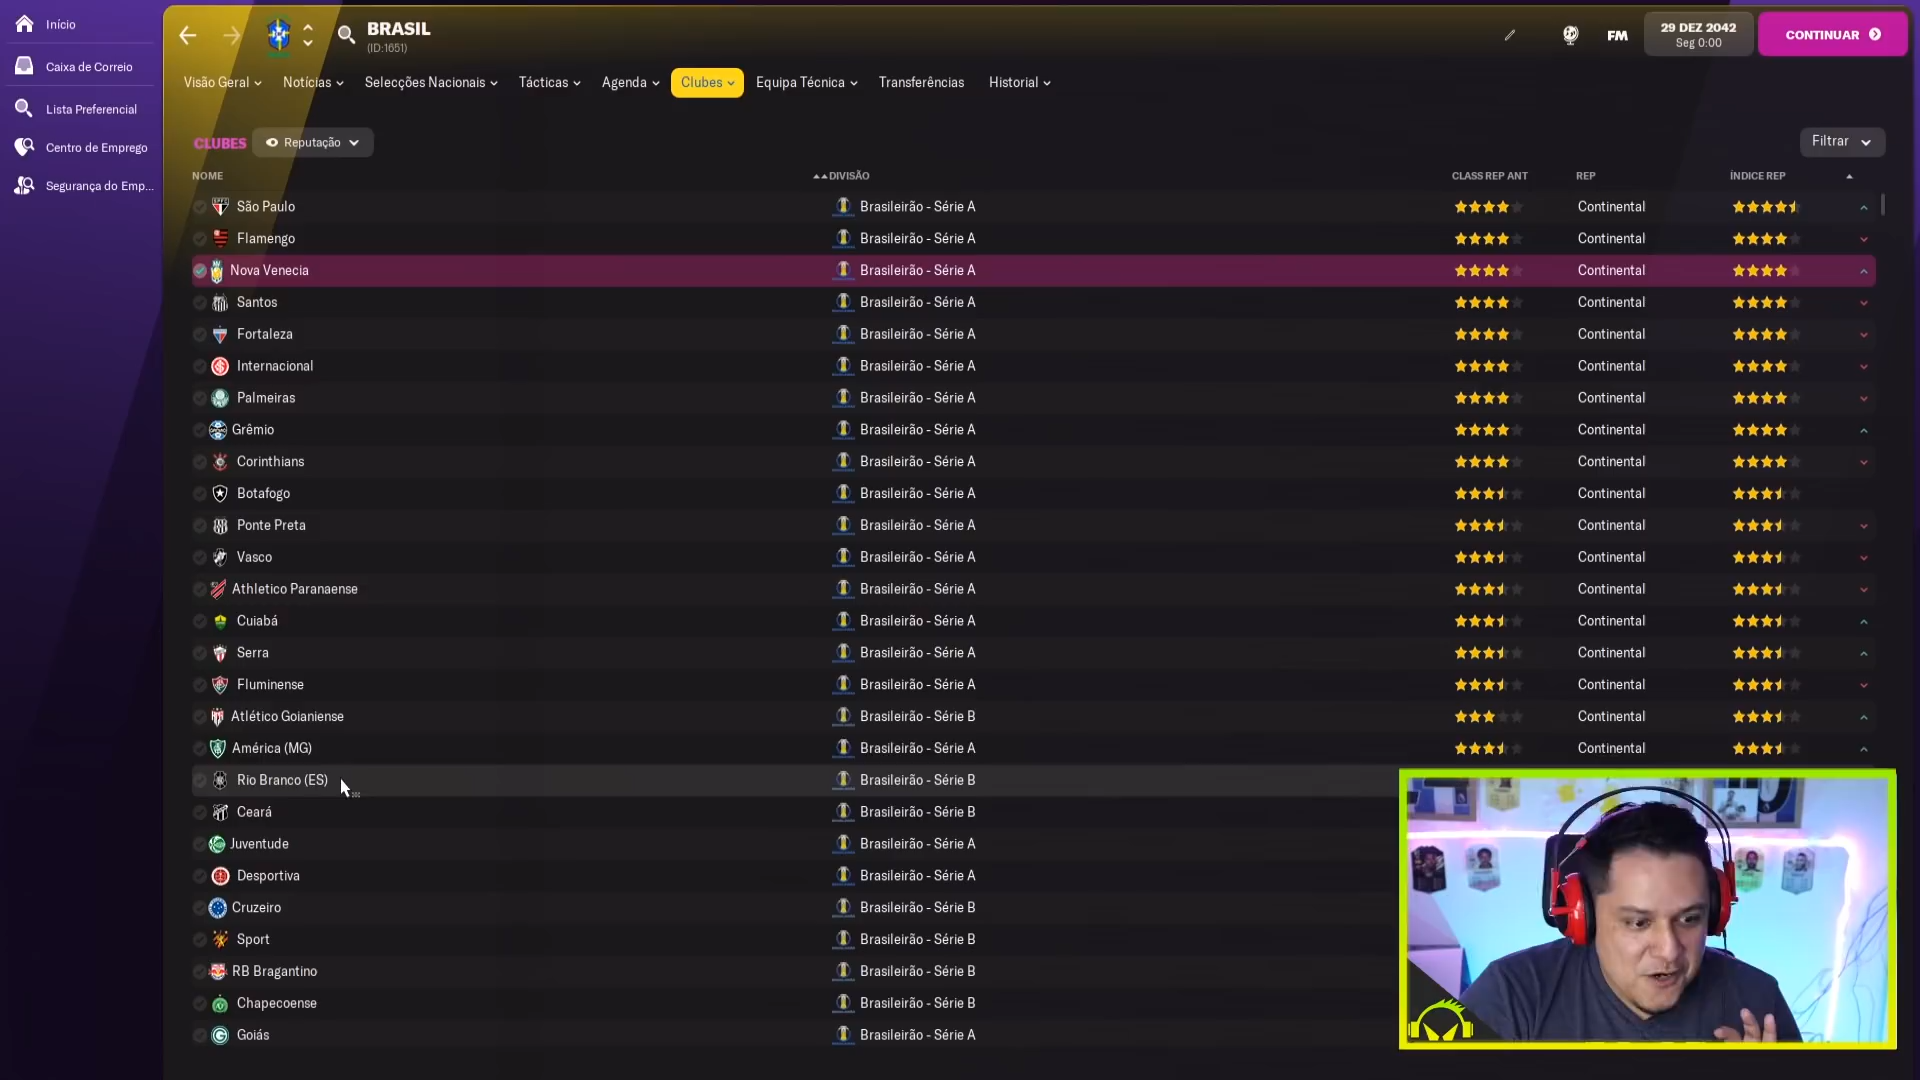 Início
Caixa de Correio
Lista Preferencial
Centro de Emprego
Segurança do Emp...
BRASIL
(ID:1651)
FM
29 DEZ 2042
Seg 0:00
CONTINUAR
Visão Geral Notícias Selecções Nacionais Tácticas Agenda Clubes Equipa Técnica Transferências Historial
CLUBES Reputação Filtrar
NOME DIVISÃO CLASS REP ANT REP ÍNDICE REP
São Paulo Brasileirão - Série A Continental
Flamengo Brasileirão - Série A Continental
Nova Venecia Brasileirão - Série A Continental
Santos Brasileirão - Série A Continental
Fortaleza Brasileirão - Série A Continental
Internacional Brasileirão - Série A Continental
Palmeiras Brasileirão - Série A Continental
Grêmio Brasileirão - Série A Continental
Corinthians Brasileirão - Série A Continental
Botafogo Brasileirão - Série A Continental
Ponte Preta Brasileirão - Série A Continental
Vasco Brasileirão - Série A Continental
Athletico Paranaense Brasileirão - Série A Continental
Cuiabá Brasileirão - Série A Continental
Serra Brasileirão - Série A Continental
Fluminense Brasileirão - Série A Continental
Atlético Goianiense Brasileirão - Série B Continental
América (MG) Brasileirão - Série A Continental
Rio Branco (ES) Brasileirão - Série B
Ceará Brasileirão - Série B
Juventude Brasileirão - Série A
Desportiva Brasileirão - Série A
Cruzeiro Brasileirão - Série B
Sport Brasileirão - Série B
RB Bragantino Brasileirão - Série B
Chapecoense Brasileirão - Série B
Goiás Brasileirão - Série A